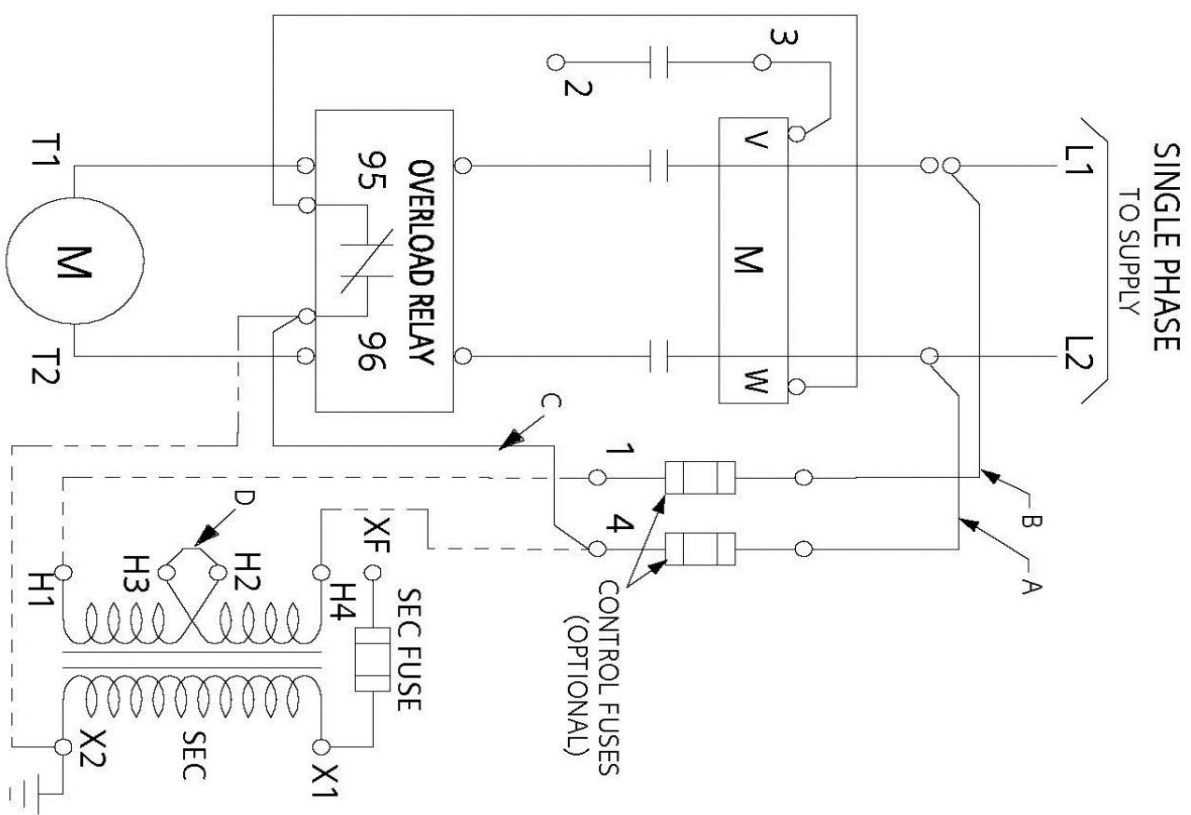 SINGLE PHASE
TO SUPPLY
L1
L2
3
2
V
M
W
B
A
1
4
CONTROL FUSES
(OPTIONAL)
C
OVERLOAD RELAY
95
96
T1
M
T2
XF
SEC FUSE
D
H1
H3
H2
H4
X2
SEC
X1